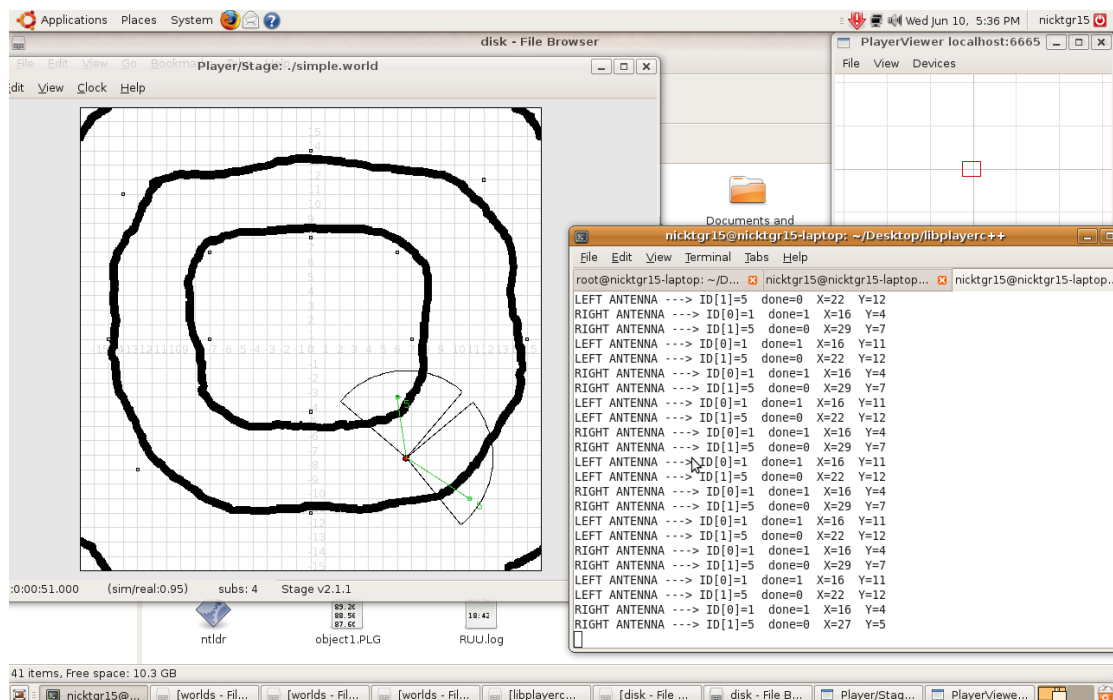 Applications Places System Wed Jun 10, 5:36 PM nicktgr15
disk - File Browser
File Edit View Go Bookmarks
Player/Stage: ./simple.world
dit View Clock Help
PlayerViewer localhost:6665
File View Devices
Documents and
nicktgr15@nicktgr15-laptop: ~/Desktop/libplayerc++
File Edit View Terminal Tabs Help
root@nicktgr15-laptop: ~/D... nicktgr15@nicktgr15-laptop... nicktgr15@nicktgr15-laptop...
LEFT ANTENNA ---> ID[1]=5 done=0 X=22 Y=12
RIGHT ANTENNA ---> ID[0]=1 done=1 X=16 Y=4
RIGHT ANTENNA ---> ID[1]=5 done=0 X=29 Y=7
LEFT ANTENNA ---> ID[0]=1 done=1 X=16 Y=11
LEFT ANTENNA ---> ID[1]=5 done=0 X=22 Y=12
RIGHT ANTENNA ---> ID[0]=1 done=1 X=16 Y=4
RIGHT ANTENNA ---> ID[1]=5 done=0 X=29 Y=7
LEFT ANTENNA ---> ID[0]=1 done=1 X=16 Y=11
LEFT ANTENNA ---> ID[1]=5 done=0 X=22 Y=12
RIGHT ANTENNA ---> ID[0]=1 done=1 X=16 Y=4
RIGHT ANTENNA ---> ID[1]=5 done=0 X=29 Y=7
LEFT ANTENNA ---> ID[0]=1 done=1 X=16 Y=11
LEFT ANTENNA ---> ID[1]=5 done=0 X=22 Y=12
RIGHT ANTENNA ---> ID[0]=1 done=1 X=16 Y=4
RIGHT ANTENNA ---> ID[1]=5 done=0 X=29 Y=7
LEFT ANTENNA ---> ID[0]=1 done=1 X=16 Y=11
LEFT ANTENNA ---> ID[1]=5 done=0 X=22 Y=12
RIGHT ANTENNA ---> ID[0]=1 done=1 X=16 Y=4
RIGHT ANTENNA ---> ID[1]=5 done=0 X=29 Y=7
LEFT ANTENNA ---> ID[0]=1 done=1 X=16 Y=11
LEFT ANTENNA ---> ID[1]=5 done=0 X=22 Y=12
RIGHT ANTENNA ---> ID[0]=1 done=1 X=16 Y=4
RIGHT ANTENNA ---> ID[1]=5 done=0 X=27 Y=5
:0:00:51.000 (sim/real:0.95) subs: 4 Stage v2.1.1
ntldr object1.PLG RUU.log
41 items, Free space: 10.3 GB
nicktgr15@... [worlds - Fil... [worlds - Fil... [worlds - Fil... [libplayerc... [disk - File ... disk - File B... Player/Stag... PlayerViewe...